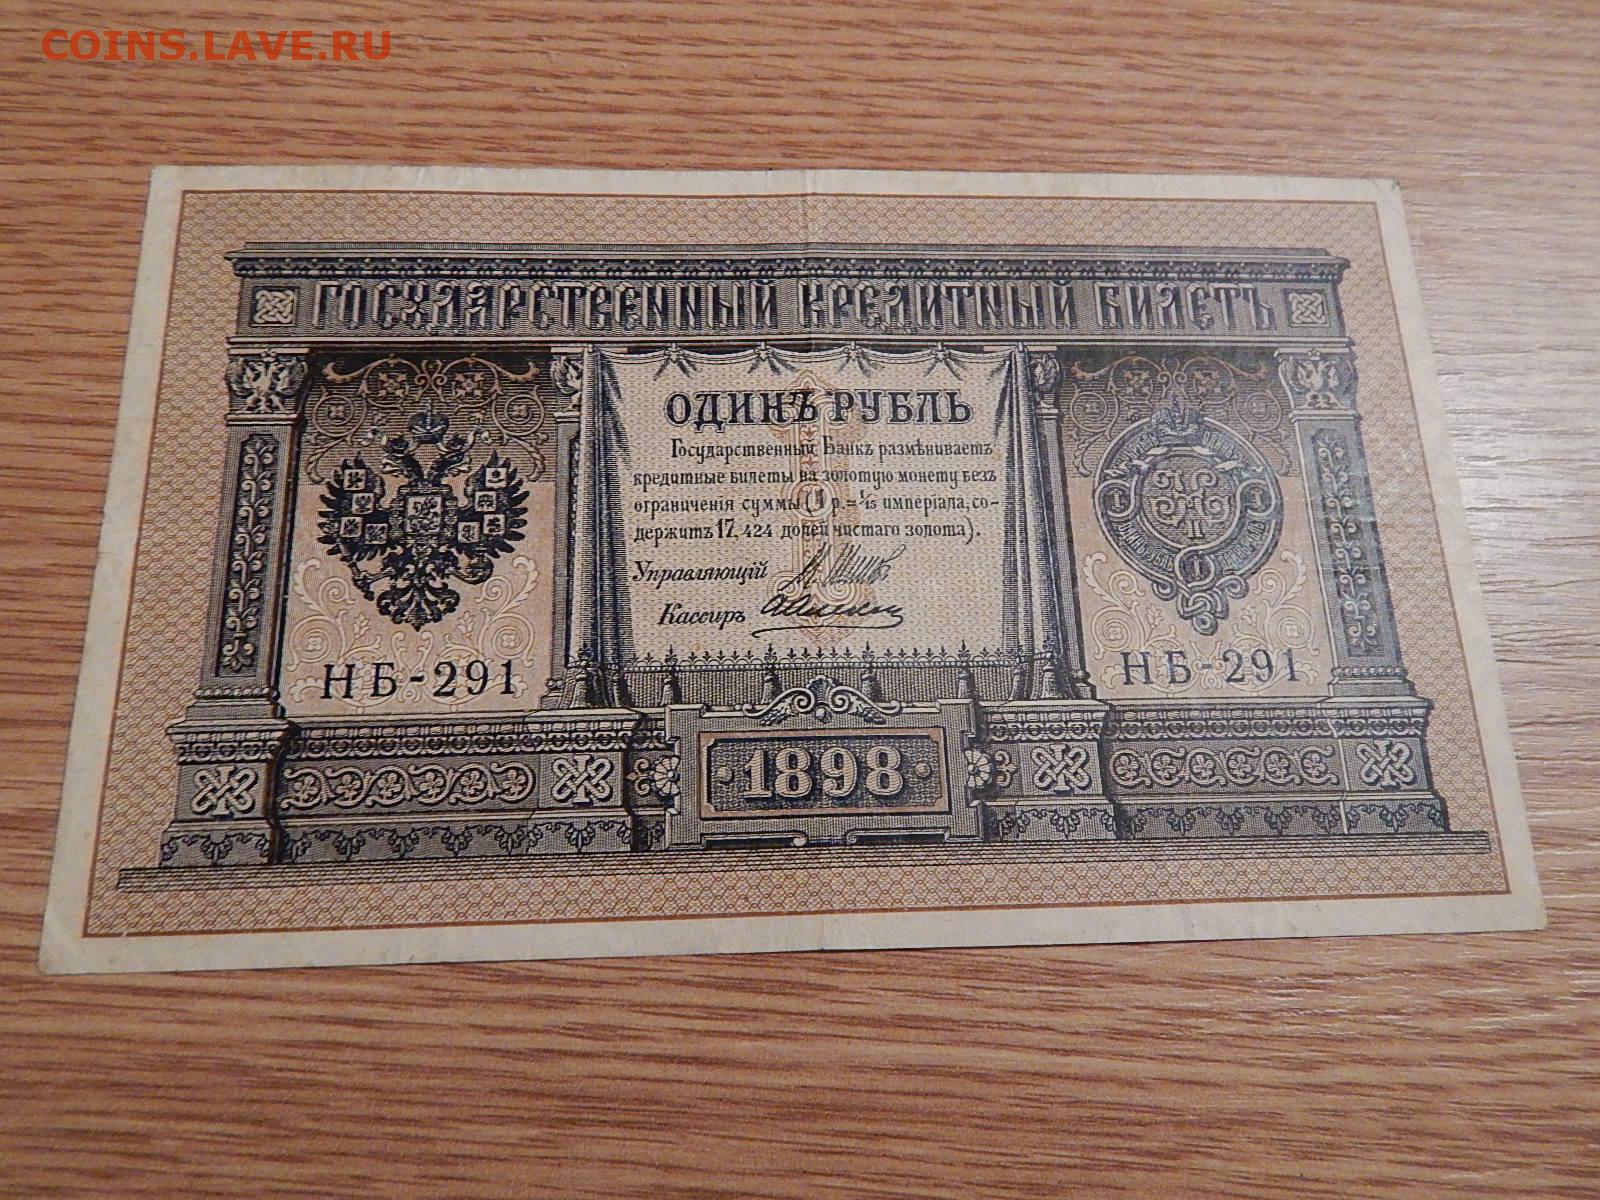 COINS.LAVE.RU
ГОСУДАРСТВЕННЫЙ КРЕДИТНЫЙ БИЛЕТЪ
ОДИНЪ РУБЛЬ
Государственный Банкъ размѣниваетъ
кредитные билеты на золотую монету безъ
ограниченія суммы (1 р. = 1/15 имперіала, со-
держитъ 17,424 долей чистаго золота).
Управляющій
Кассиръ
НБ-291
НБ-291
1898